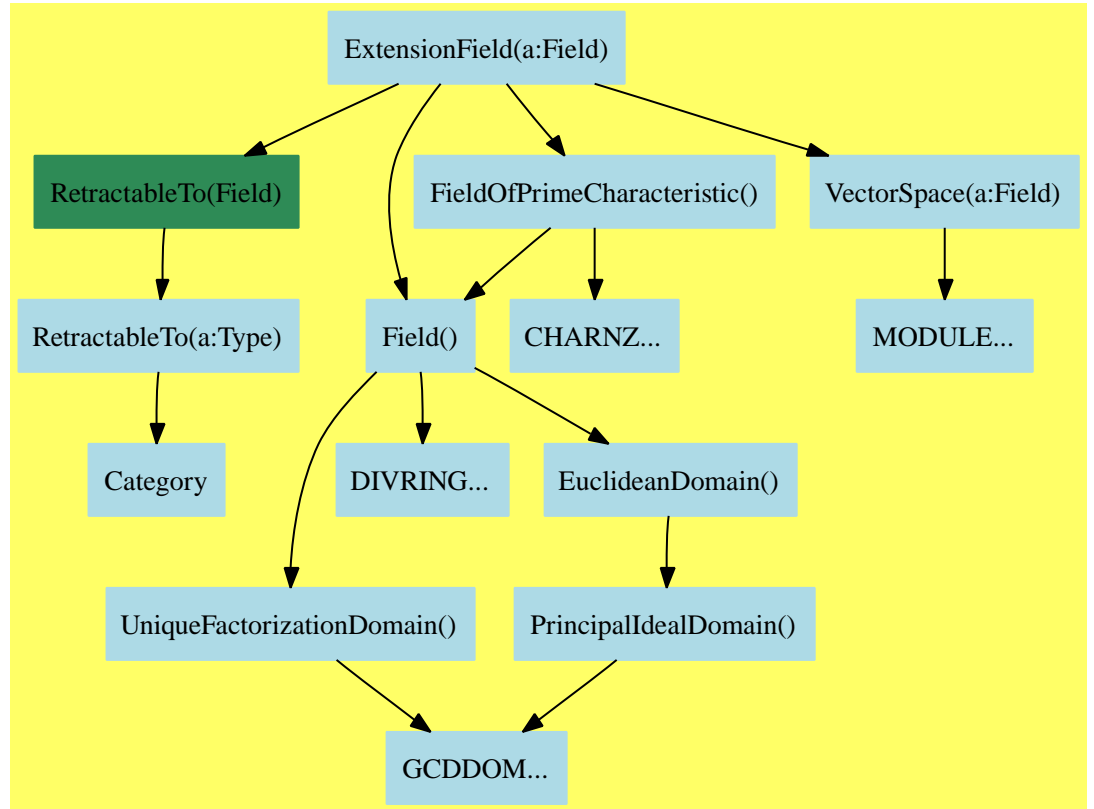 ExtensionField(a:Field)
RetractableTo(Field)
FieldOfPrimeCharacteristic()
VectorSpace(a:Field)
RetractableTo(a:Type)
Field()
CHARNZ...
MODULE...
Category
DIVRING...
EuclideanDomain()
UniqueFactorizationDomain()
PrincipalIdealDomain()
GCDDOM...